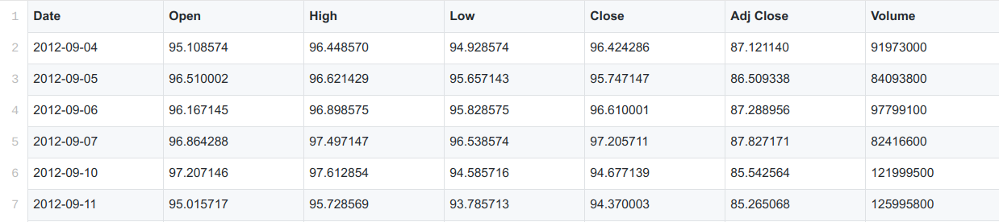 1 Date Open High Low Close Adj Close Volume
2 2012-09-04 95.108574 96.448570 94.928574 96.424286 87.121140 91973000
3 2012-09-05 96.510002 96.621429 95.657143 95.747147 86.509338 84093800
4 2012-09-06 96.167145 96.898575 95.828575 96.610001 87.288956 97799100
5 2012-09-07 96.864288 97.497147 96.538574 97.205711 87.827171 82416600
6 2012-09-10 97.207146 97.612854 94.585716 94.677139 85.542564 121999500
7 2012-09-11 95.015717 95.728569 93.785713 94.370003 85.265068 125995800